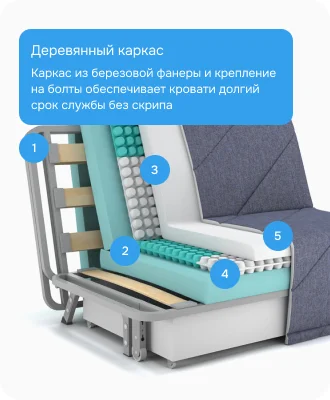 Деревянный каркас
Каркас из березовой фанеры и крепление
на болты обеспечивает кровати долгий
срок службы без скрипа
1
3
5
2
4